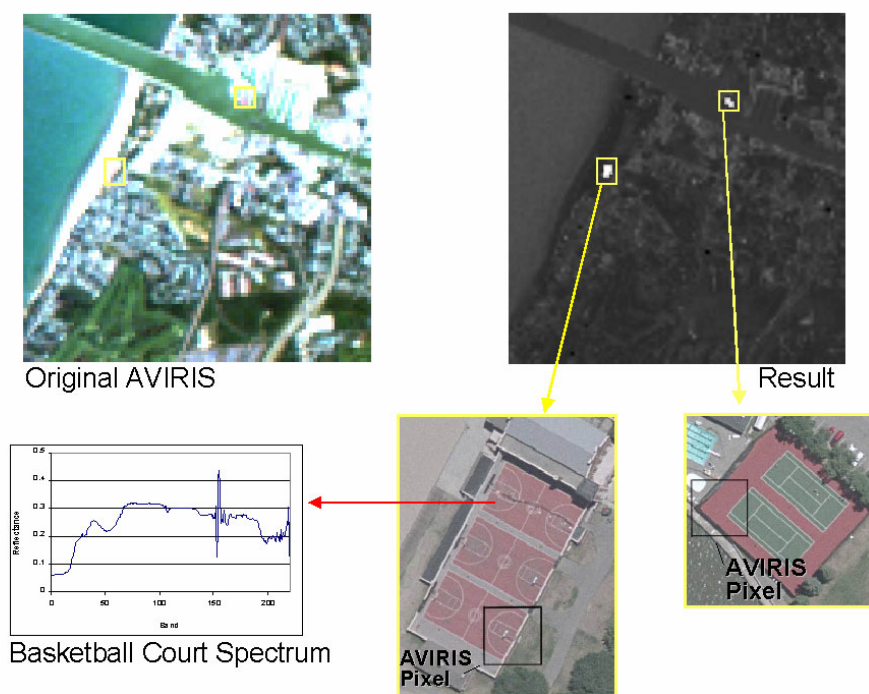 Original AVIRIS
Result
0.5
0.4
0.3
0.2
0.1
0
Reflectance
0 50 100 150 200
Band
Basketball Court Spectrum
AVIRIS
Pixel
AVIRIS
Pixel